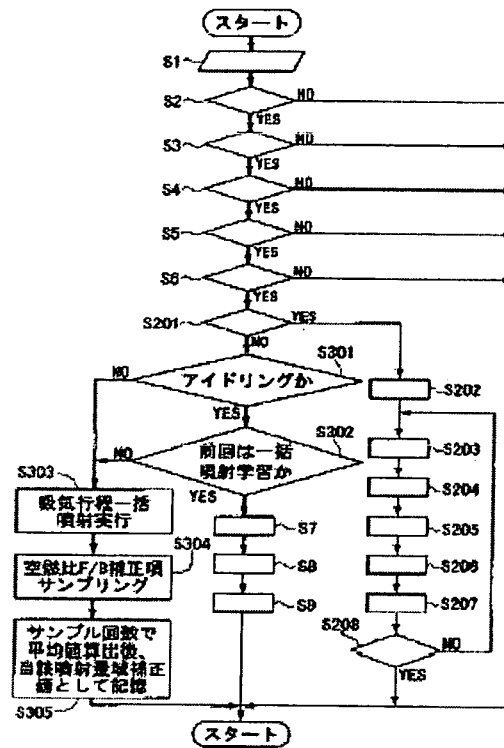 スタート
S1
S2
NO
YES
S3
NO
YES
S4
NO
YES
S5
NO
YES
S6
NO
YES
S201
YES
NO
S301
アイドリングか
NO
YES
S202
S302
前回は一括
噴射学習か
NO
YES
S203
S303
吸気行程一括
噴射実行
S7
S204
S304
空燃比F/B補正項
サンプリング
S8
S205
S9
S206
S207
サンプル回数で
平均値算出後、
当該噴射量域補正
値として記憶
S305
S208
NO
YES
スタート